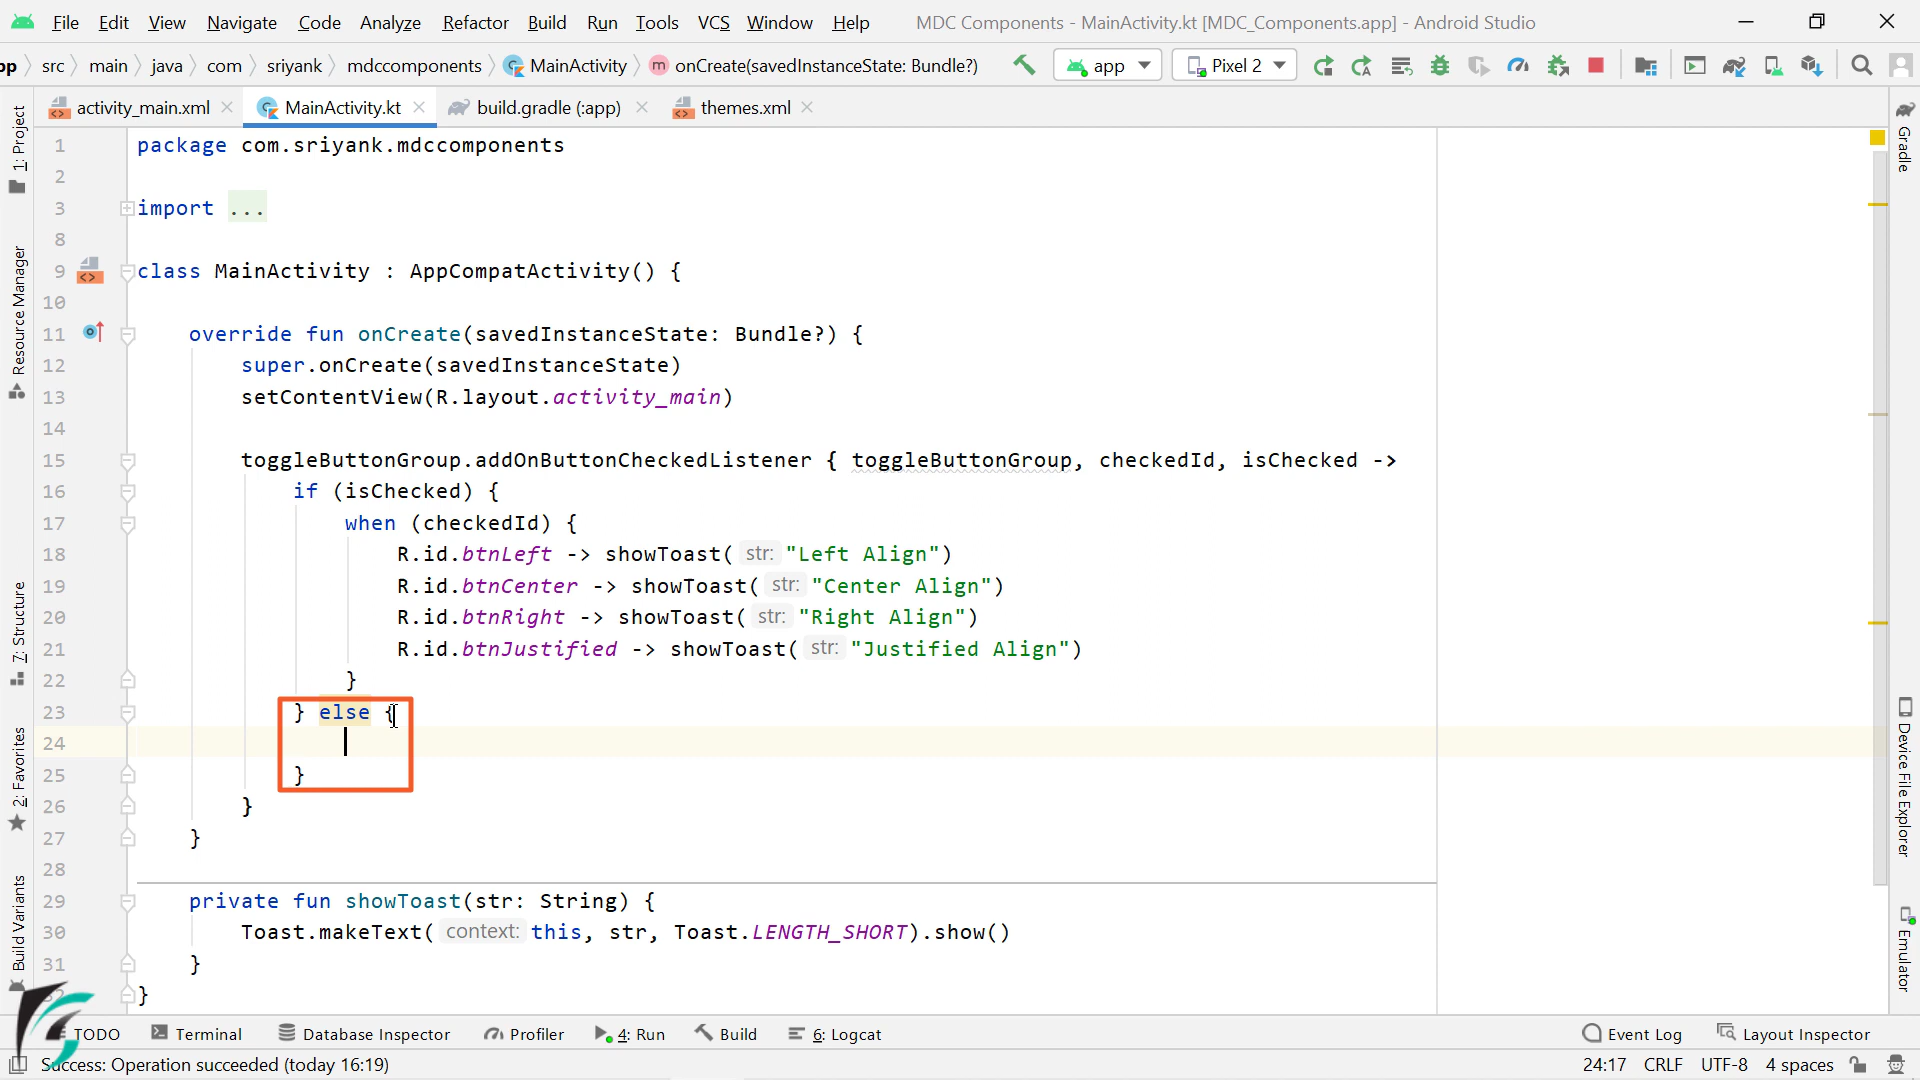 File Edit View Navigate Code Analyze Refactor Build Run Tools VCS Window Help MDC Components - MainActivity.kt [MDC_Components.app] - Android Studio
pp src main java com sriyank mdccomponents MainActivity m onCreate(savedInstanceState: Bundle?) app Pixel 2
activity_main.xml MainActivity.kt build.gradle (:app) themes.xml
1: Project
Resource Manager
7: Structure
2: Favorites
Build Variants
1 package com.sriyank.mdccomponents
2
3 import ...
8
9 class MainActivity : AppCompatActivity() {
10
11 override fun onCreate(savedInstanceState: Bundle?) {
12 super.onCreate(savedInstanceState)
13 setContentView(R.layout.activity_main)
14
15 toggleButtonGroup.addOnButtonCheckedListener { toggleButtonGroup, checkedId, isChecked ->
16 if (isChecked) {
17 when (checkedId) {
18 R.id.btnLeft -> showToast( str: "Left Align")
19 R.id.btnCenter -> showToast( str: "Center Align")
20 R.id.btnRight -> showToast( str: "Right Align")
21 R.id.btnJustified -> showToast( str: "Justified Align")
22 }
23 } else {
24
25 }
26 }
27 }
28
29 private fun showToast(str: String) {
30 Toast.makeText( context: this, str, Toast.LENGTH_SHORT).show()
31 }
}
Gradle
Device File Explorer
Emulator
TODO Terminal Database Inspector Profiler 4: Run Build 6: Logcat Event Log Layout Inspector
Success: Operation succeeded (today 16:19) 24:17 CRLF UTF-8 4 spaces